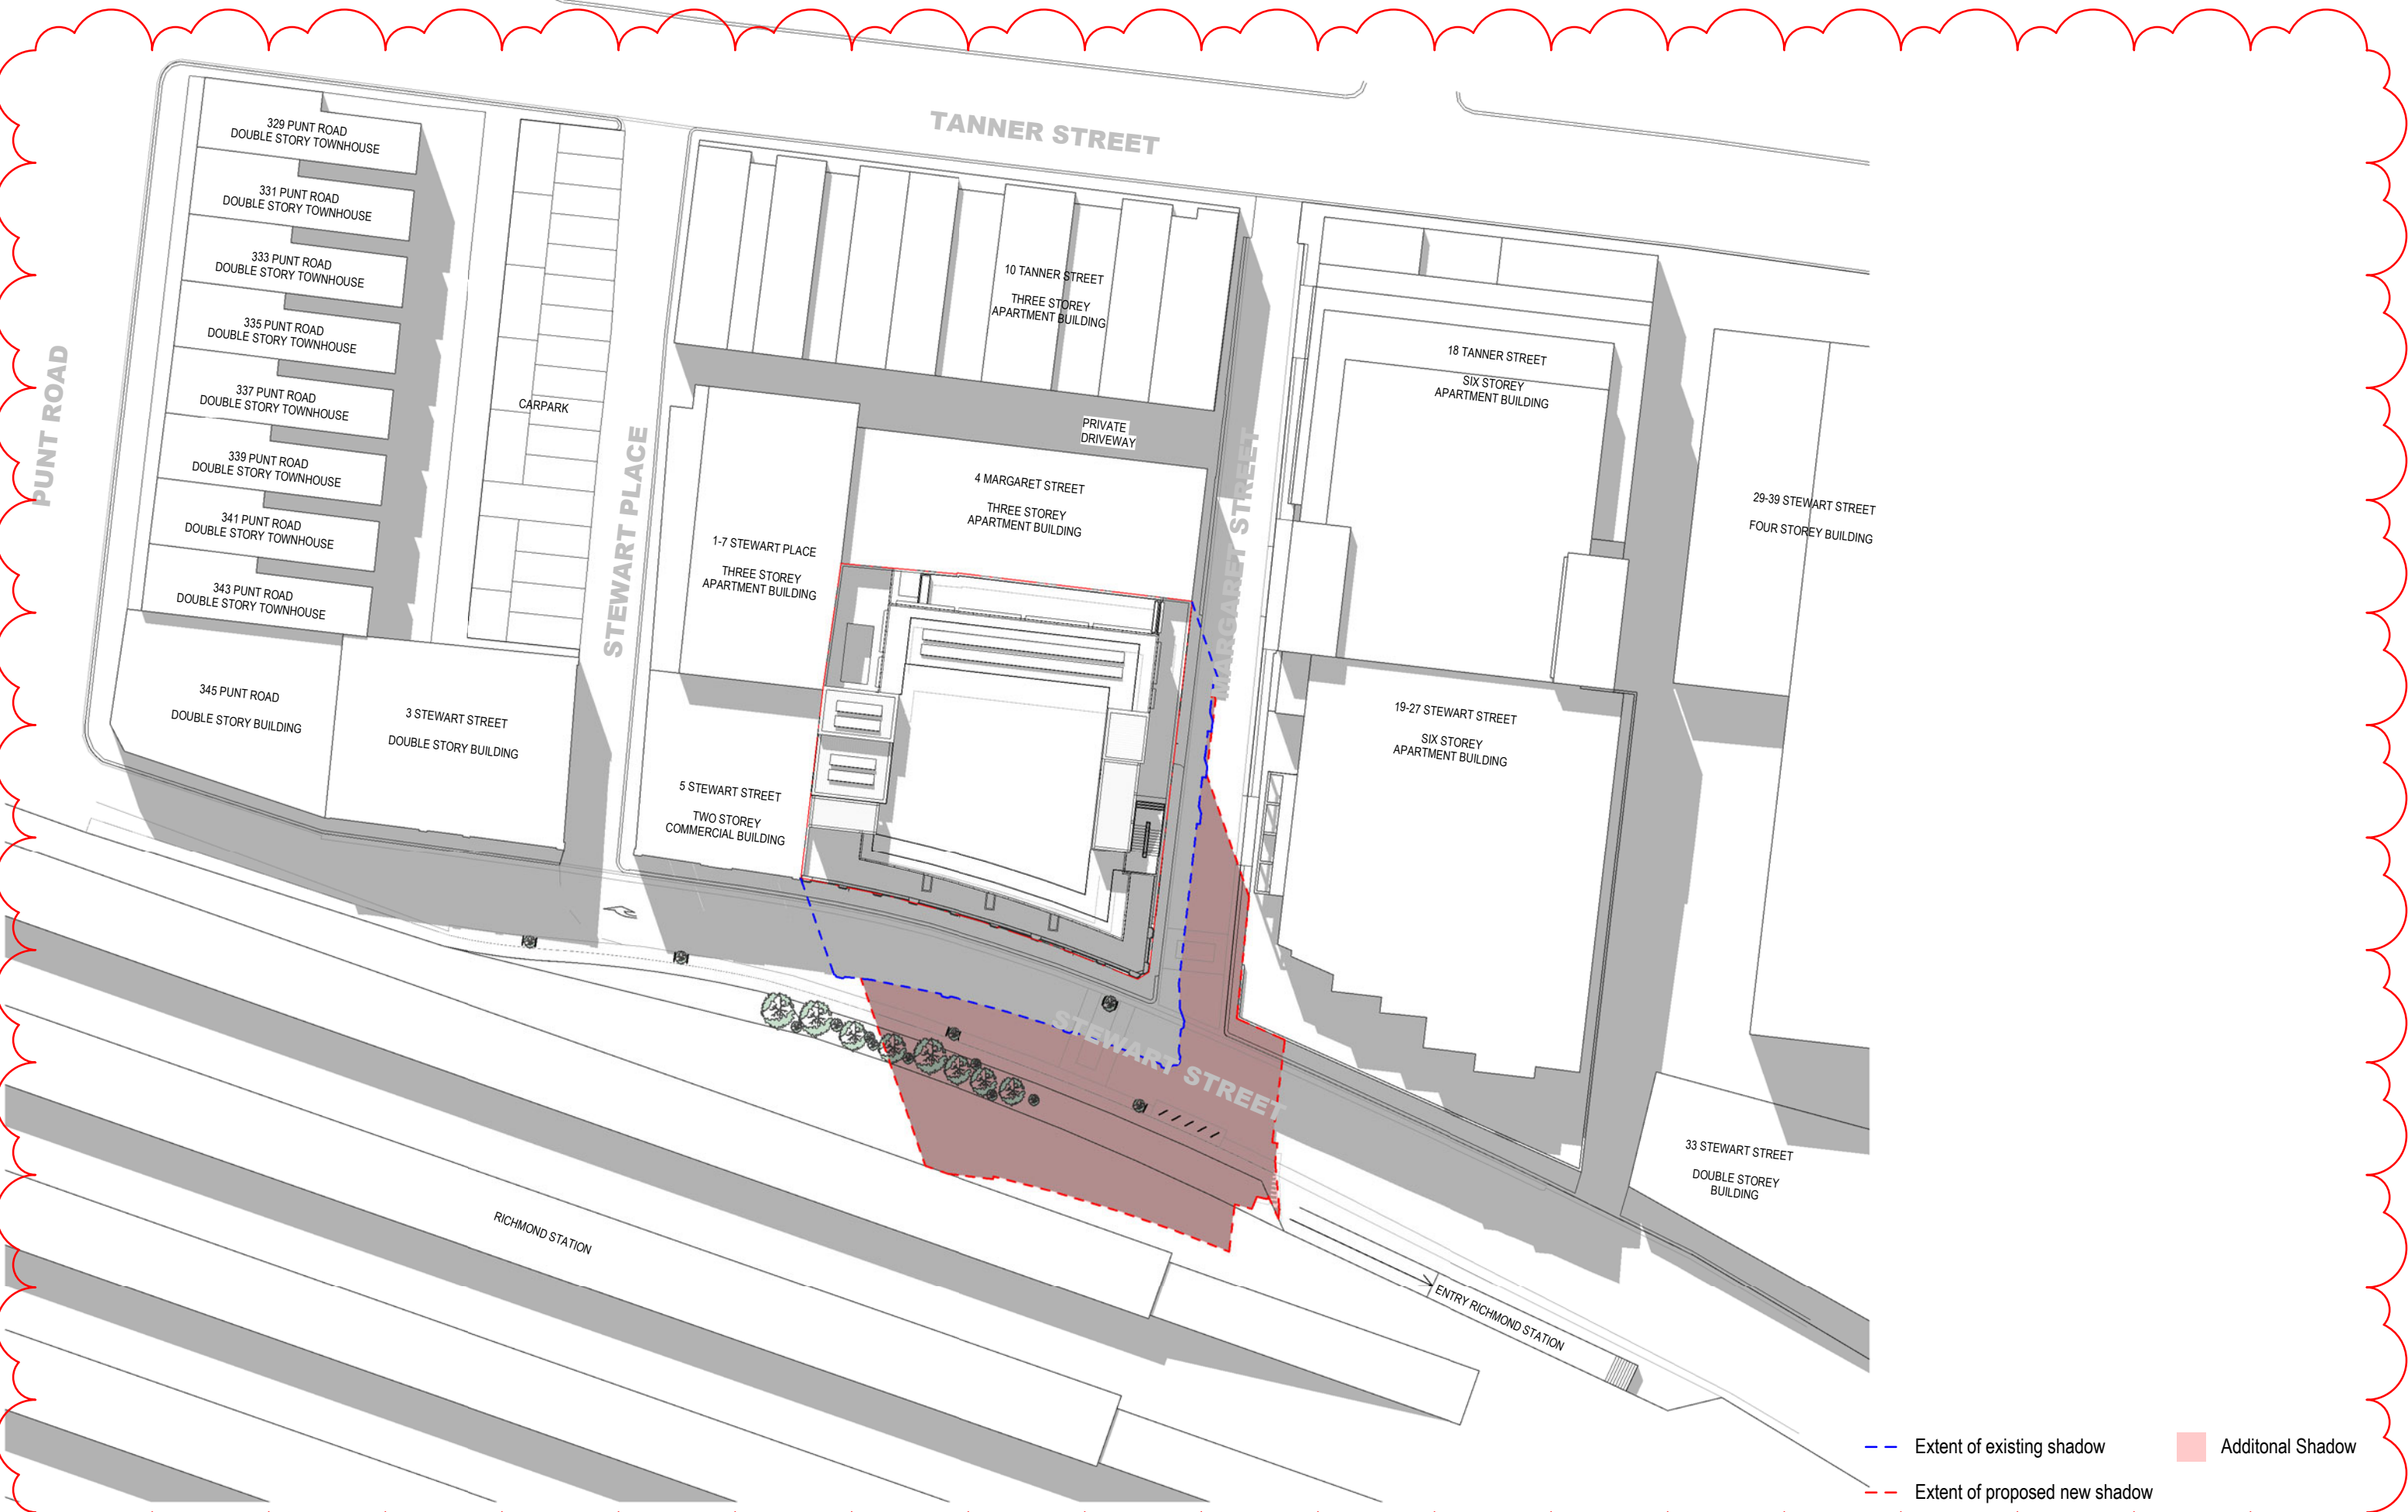 TANNER STREET
329 PUNT ROAD
DOUBLE STORY TOWNHOUSE
331 PUNT ROAD
DOUBLE STORY TOWNHOUSE
333 PUNT ROAD
DOUBLE STORY TOWNHOUSE
335 PUNT ROAD
DOUBLE STORY TOWNHOUSE
337 PUNT ROAD
DOUBLE STORY TOWNHOUSE
339 PUNT ROAD
DOUBLE STORY TOWNHOUSE
341 PUNT ROAD
DOUBLE STORY TOWNHOUSE
343 PUNT ROAD
DOUBLE STORY TOWNHOUSE
PUNT ROAD
CARPARK
STEWART PLACE
10 TANNER STREET
THREE STOREY
APARTMENT BUILDING
PRIVATE
DRIVEWAY
18 TANNER STREET
SIX STOREY
APARTMENT BUILDING
4 MARGARET STREET
THREE STOREY
APARTMENT BUILDING
MARGARET STREET
29-39 STEWART STREET
FOUR STOREY BUILDING
1-7 STEWART PLACE
THREE STOREY
APARTMENT BUILDING
345 PUNT ROAD
DOUBLE STORY BUILDING
3 STEWART STREET
DOUBLE STORY BUILDING
5 STEWART STREET
TWO STOREY
COMMERCIAL BUILDING
19-27 STEWART STREET
SIX STOREY
APARTMENT BUILDING
STEWART STREET
33 STEWART STREET
DOUBLE STOREY
BUILDING
RICHMOND STATION
ENTRY RICHMOND STATION
Extent of existing shadow
Additonal Shadow
Extent of proposed new shadow